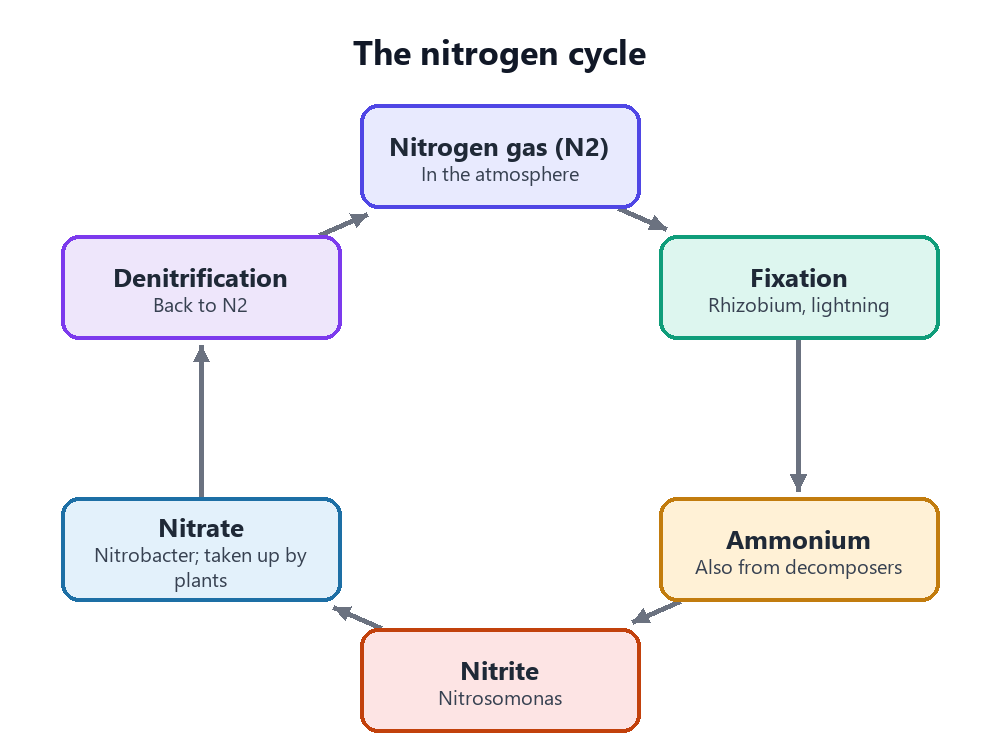 The nitrogen cycle
Nitrogen gas (N2)
In the atmosphere
Denitrification
Back to N2
Fixation
Rhizobium, lightning
Nitrate
Nitrobacter; taken up by
plants
Ammonium
Also from decomposers
Nitrite
Nitrosomonas